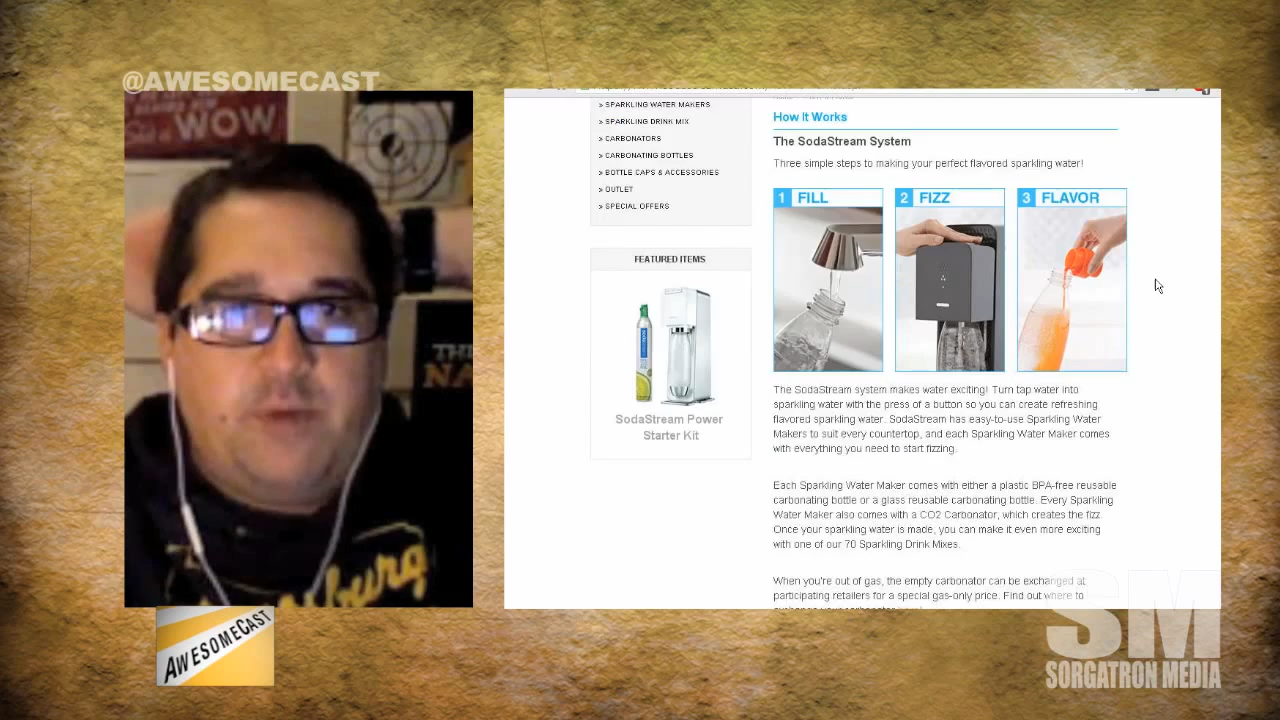 @AWESOMECAST
WOW
» SPARKLING WATER MAKERS
» SPARKLING DRINK MIX
» CARBONATORS
» CARBONATING BOTTLES
» BOTTLE CAPS & ACCESSORIES
» OUTLET
» SPECIAL OFFERS
FEATURED ITEMS
SodaStream Power
Starter Kit
How It Works
The SodaStream System
Three simple steps to making your perfect flavored sparkling water!
1 FILL
2 FIZZ
3 FLAVOR
The SodaStream system makes water exciting! Turn tap water into
sparkling water with the press of a button so you can create refreshing
flavored sparkling water. SodaStream has easy-to-use Sparkling Water
Makers to suit every countertop, and each Sparkling Water Maker comes
with everything you need to start fizzing.
Each Sparkling Water Maker comes with either a plastic BPA-free reusable
carbonating bottle or a glass reusable carbonating bottle. Every Sparkling
Water Maker also comes with a CO2 Carbonator, which creates the fizz.
Once your sparkling water is made, you can make it even more exciting
with one of our 70 Sparkling Drink Mixes.
When you're out of gas, the empty carbonator can be exchanged at
participating retailers for a special gas-only price. Find out where to
AWESOMECAST
SM
SORGATRON MEDIA